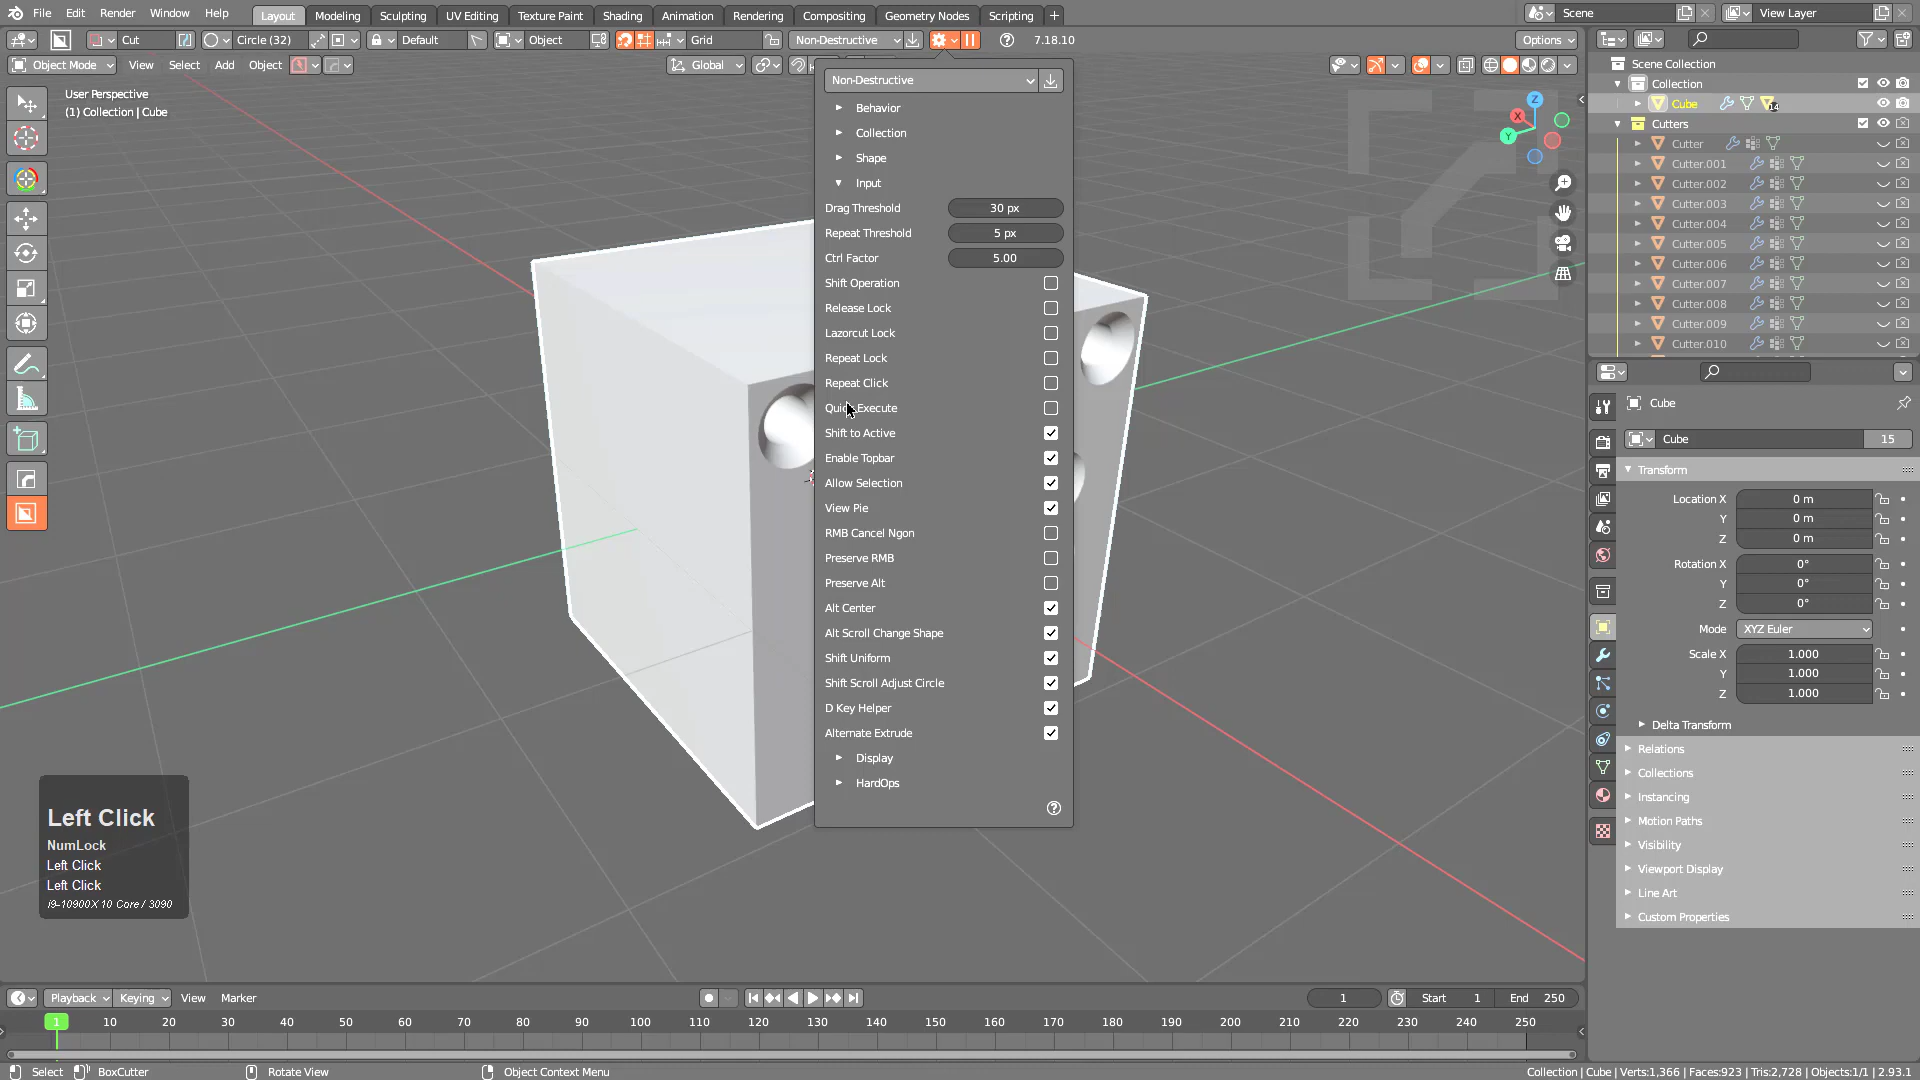 File Edit Render Window Help Layout Modeling Sculpting UV Editing Texture Paint Shading Animation Rendering Compositing Geometry Nodes Scripting + Scene View Layer
Cut Circle (32) Default Object Grid Non-Destructive 7.18.10 Options
Object Mode View Select Add Object Global
User Perspective
(1) Collection | Cube
Non-Destructive
Behavior
Collection
Shape
Input
Drag Threshold 30 px
Repeat Threshold 5 px
Ctrl Factor 5.00
Shift Operation
Release Lock
Lazorcut Lock
Repeat Lock
Repeat Click
Execute
Shift to Active
Enable Topbar
Allow Selection
View Pie
RMB Cancel Ngon
Preserve RMB
Preserve Alt
Alt Center
Alt Scroll Change Shape
Shift Uniform
Shift Scroll Adjust Circle
D Key Helper
Alternate Extrude
Display
HardOps
Z
X
Y
Scene Collection
Collection
Cube 14
Cutters
Cutter
Cutter.001
Cutter.002
Cutter.003
Cutter.004
Cutter.005
Cutter.006
Cutter.007
Cutter.008
Cutter.009
Cutter.010
Cube
Cube 15
Transform
Location X 0 m
Y 0 m
Z 0 m
Rotation X 0°
Y 0°
Z 0°
Mode XYZ Euler
Scale X 1.000
Y 1.000
Z 1.000
Delta Transform
Relations
Collections
Instancing
Motion Paths
Visibility
Viewport Display
Line Art
Custom Properties
Left Click
NumLock
Left Click
Left Click
i9-10900X 10 Core / 3090
Playback Keying View Marker 1 Start 1 End 250
1 10 20 30 40 50 60 70 80 90 100 110 120 130 140 150 160 170 180 190 200 210 220 230 240 250
Select BoxCutter Rotate View Object Context Menu Collection | Cube | Verts:1,366 | Faces:923 | Tris:2,728 | Objects:1/1 | 2.93.1